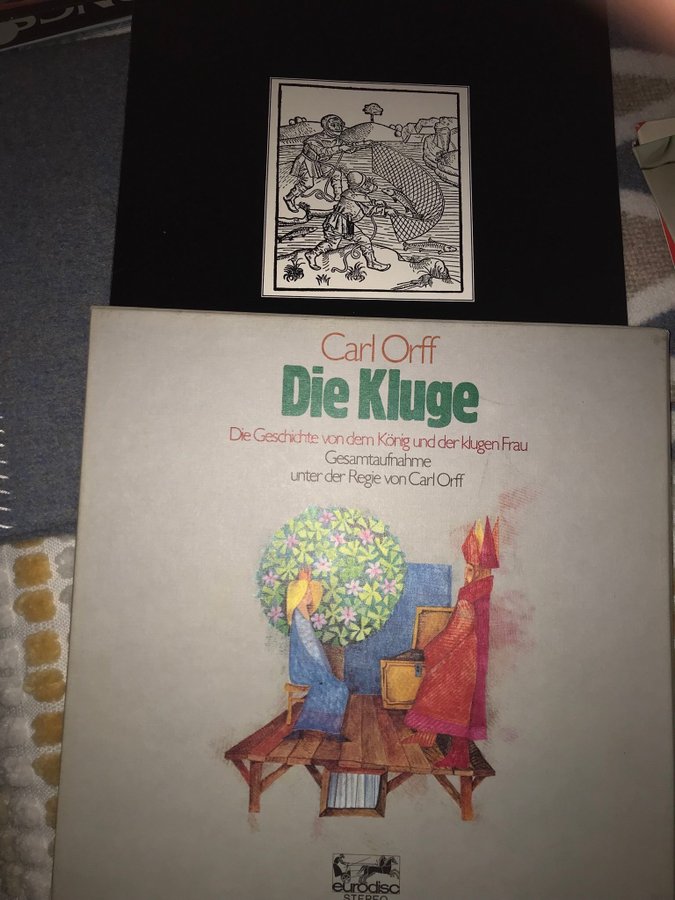 Carl Orff
Die Kluge
Die Geschichte von dem König und der klugen Frau
Gesamtaufnahme
unter der Regie von Carl Orff
eurodisc
STEREO